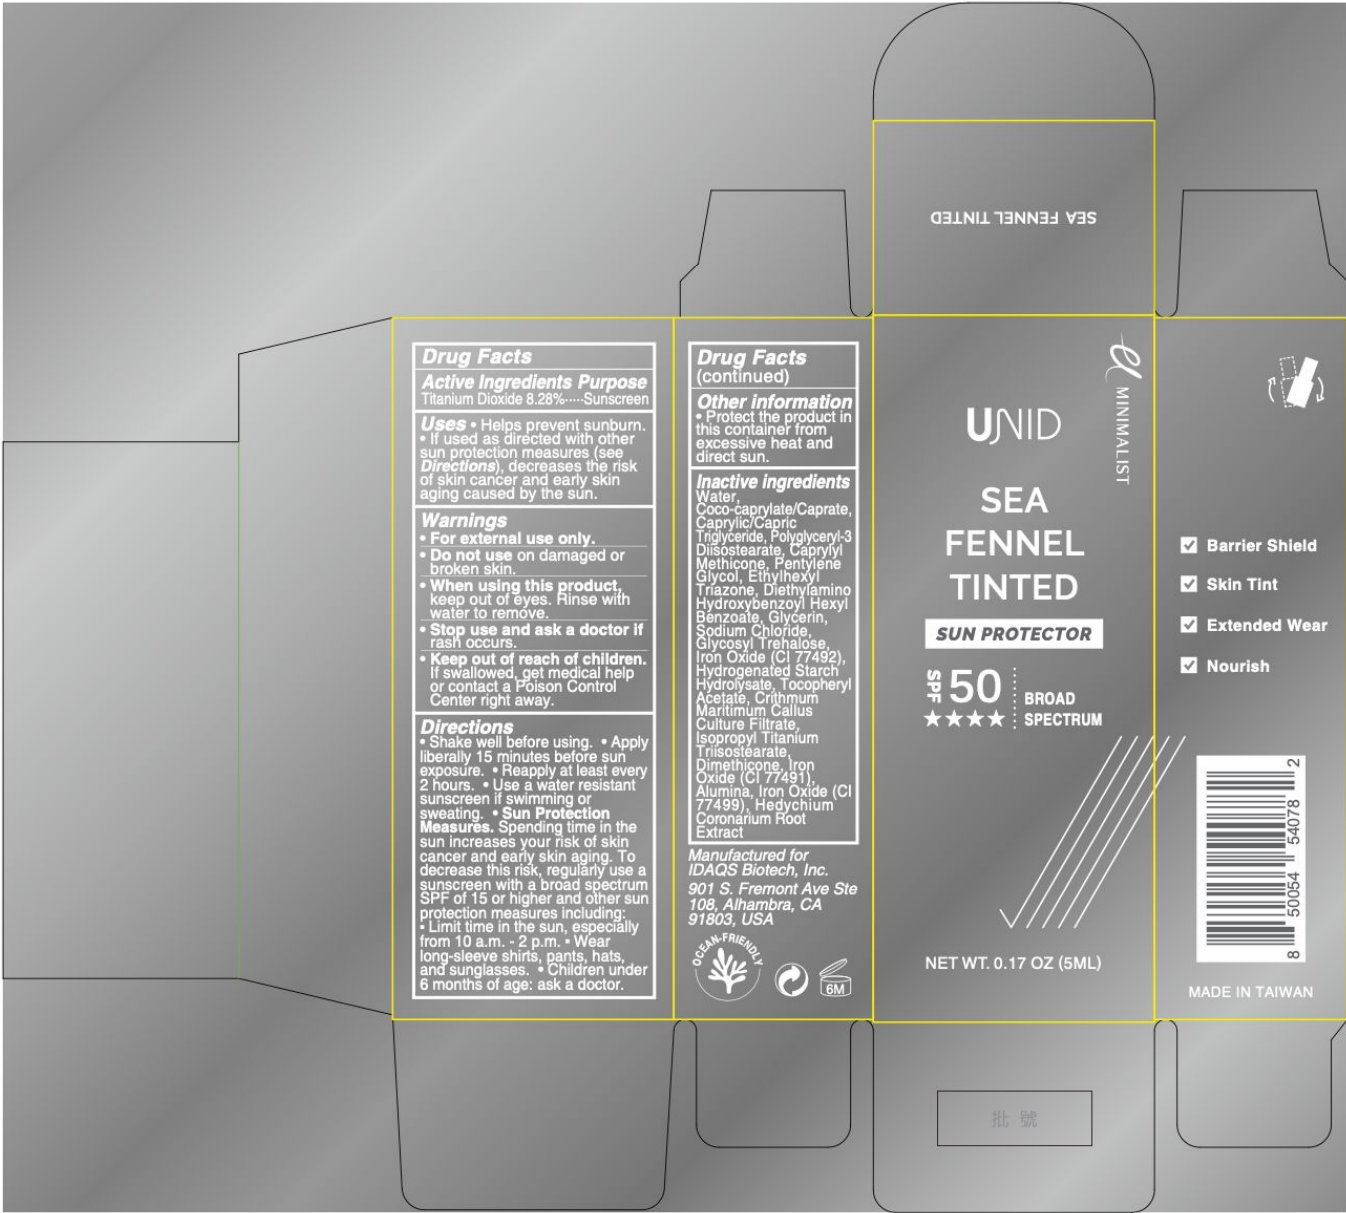 SEA FENNEL TINTED
Drug Facts
Active Ingredients Purpose
Titanium Dioxide 8.28%·····Sunscreen
Uses • Helps prevent sunburn.
• If used as directed with other
sun protection measures (see
Directions), decreases the risk
of skin cancer and early skin
aging caused by the sun.
Warnings
• For external use only.
• Do not use on damaged or
broken skin.
• When using this product,
keep out of eyes. Rinse with
water to remove.
• Stop use and ask a doctor if
rash occurs.
• Keep out of reach of children.
If swallowed, get medical help
or contact a Poison Control
Center right away.
Directions
• Shake well before using. • Apply
liberally 15 minutes before sun
exposure. • Reapply at least every
2 hours. • Use a water resistant
sunscreen if swimming or
sweating. • Sun Protection
Measures. Spending time in the
sun increases your risk of skin
cancer and early skin aging. To
decrease this risk, regularly use a
sunscreen with a broad spectrum
SPF of 15 or higher and other sun
protection measures including:
• Limit time in the sun, especially
from 10 a.m. - 2 p.m. • Wear
long-sleeve shirts, pants, hats,
and sunglasses. • Children under
6 months of age: ask a doctor.
Drug Facts
(continued)
Other information
• Protect the product in
this container from
excessive heat and
direct sun.
Inactive ingredients
Water,
Coco-caprylate/Caprate,
Caprylic/Capric
Triglyceride, Polyglyceryl-3
Diisostearate, Caprylyl
Methicone, Pentylene
Glycol, Ethylhexyl
Triazone, Diethylamino
Hydroxybenzoyl Hexyl
Benzoate, Glycerin,
Sodium Chloride,
Glycosyl Trehalose,
Iron Oxide (CI 77492),
Hydrogenated Starch
Hydrolysate, Tocopheryl
Acetate, Crithmum
Maritimum Callus
Culture Filtrate,
Isopropyl Titanium
Triisostearate,
Dimethicone, Iron
Oxide (CI 77491),
Alumina, Iron Oxide (CI
77499), Hedychium
Coronarium Root
Extract
Manufactured for
IDAQS Biotech, Inc.
901 S. Fremont Ave Ste
108, Alhambra, CA
91803, USA
OCEAN-FRIENDLY
6M
MINIMALIST
UNID
SEA
FENNEL
TINTED
SUN PROTECTOR
SPF 50
BROAD
SPECTRUM
NET WT. 0.17 OZ (5ML)
批 號
Barrier Shield
Skin Tint
Extended Wear
Nourish
8 50054 54078 2
MADE IN TAIWAN